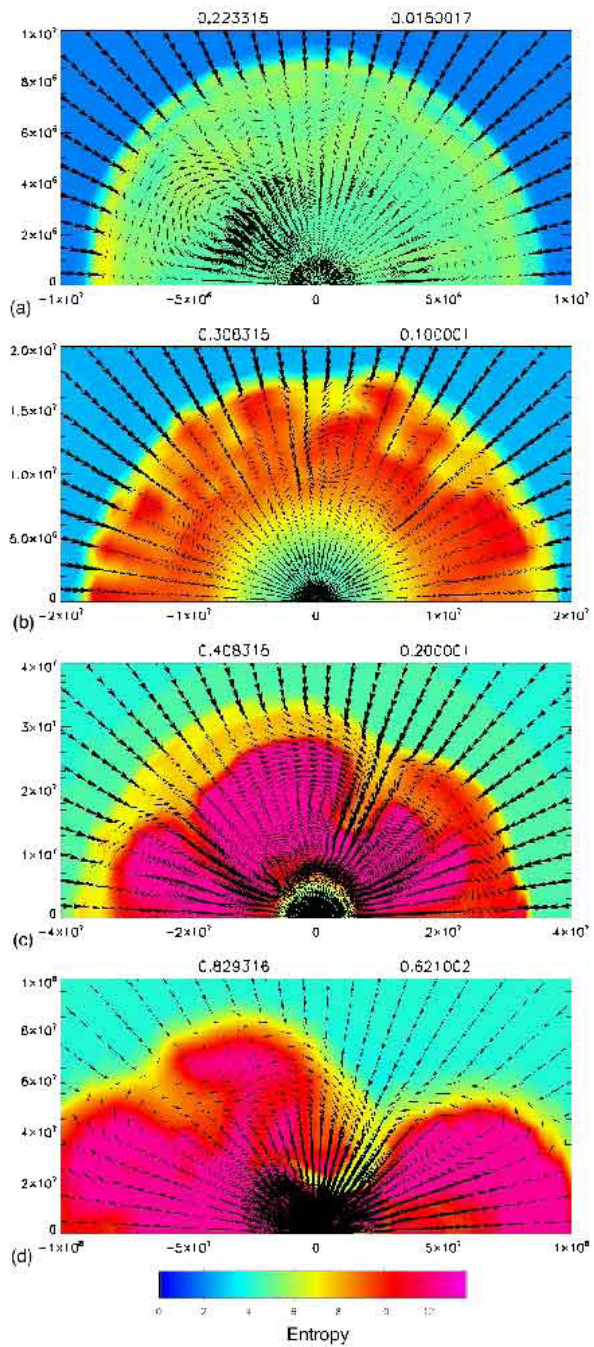 0.223315 0.0150017
1×10⁷
8×10⁶
6×10⁶
4×10⁶
2×10⁶
0
(a)
−1×10⁷ −5×10⁶ 0 5×10⁶ 1×10⁷
0.308315 0.100001
2.0×10⁷
1.5×10⁷
1.0×10⁷
5.0×10⁶
0
(b)
−2×10⁷ −1×10⁷ 0 1×10⁷ 2×10⁷
0.408315 0.200001
4×10⁷
3×10⁷
2×10⁷
1×10⁷
0
(c)
−4×10⁷ −2×10⁷ 0 2×10⁷ 4×10⁷
0.829316 0.621002
1×10⁸
8×10⁷
6×10⁷
4×10⁷
2×10⁷
0
(d)
−1×10⁸ −5×10⁷ 0 5×10⁷ 1×10⁸
0 2 4 6 8 10 12
Entropy